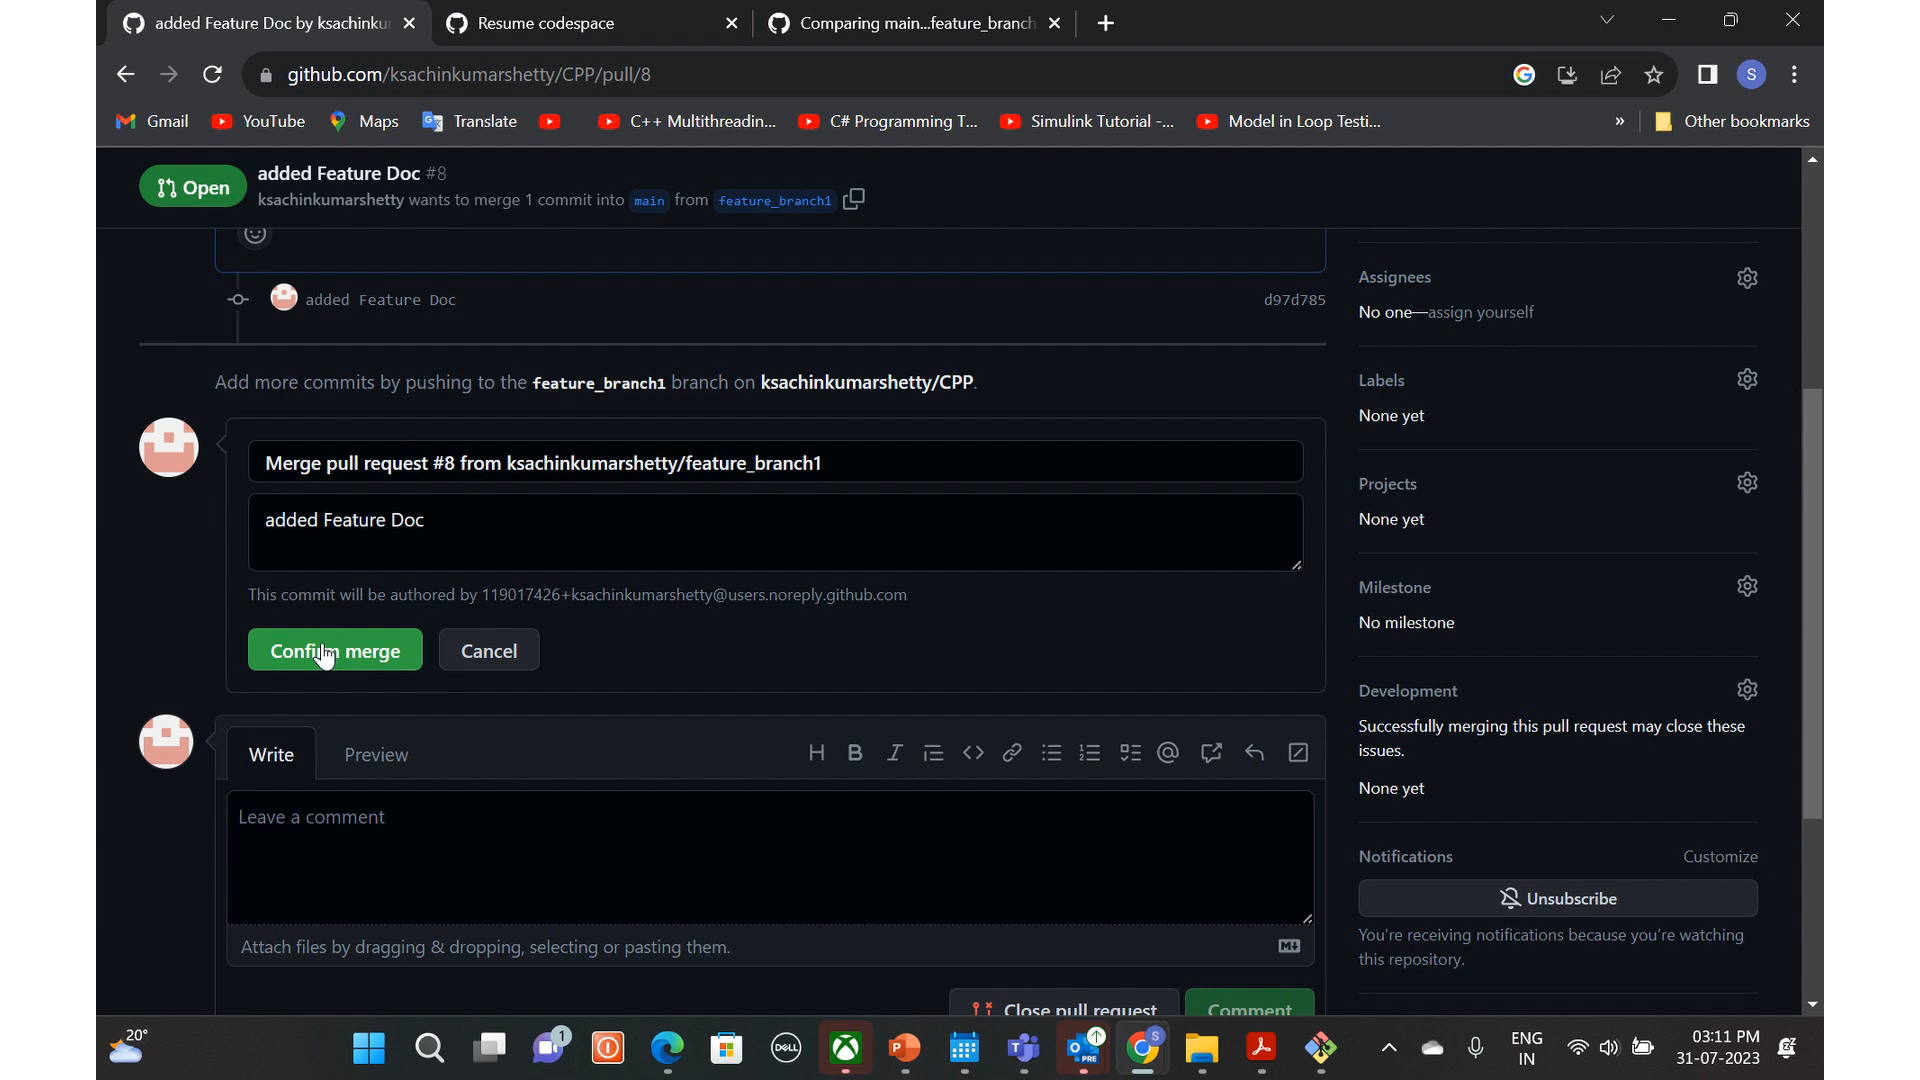 added Feature Doc by ksachinku
Resume codespace
Comparing main...feature_branch
github.com/ksachinkumarshetty/CPP/pull/8
S
Gmail
YouTube
Maps
Translate
C++ Multithreadin...
C# Programming T...
Simulink Tutorial -...
Model in Loop Testi...
»
Other bookmarks
Open
added Feature Doc #8
ksachinkumarshetty wants to merge 1 commit into main from feature_branch1
added Feature Doc
d97d785
Add more commits by pushing to the feature_branch1 branch on ksachinkumarshetty/CPP.
Merge pull request #8 from ksachinkumarshetty/feature_branch1
added Feature Doc
This commit will be authored by 119017426+ksachinkumarshetty@users.noreply.github.com
Confirm merge
Cancel
Write
Preview
Leave a comment
Attach files by dragging & dropping, selecting or pasting them.
Close pull request
Comment
Assignees
No one—assign yourself
Labels
None yet
Projects
None yet
Milestone
No milestone
Development
Successfully merging this pull request may close these
issues.
None yet
Notifications
Customize
Unsubscribe
You're receiving notifications because you're watching
this repository.
20°
1
DELL
PRE
S
ENG
IN
03:11 PM
31-07-2023